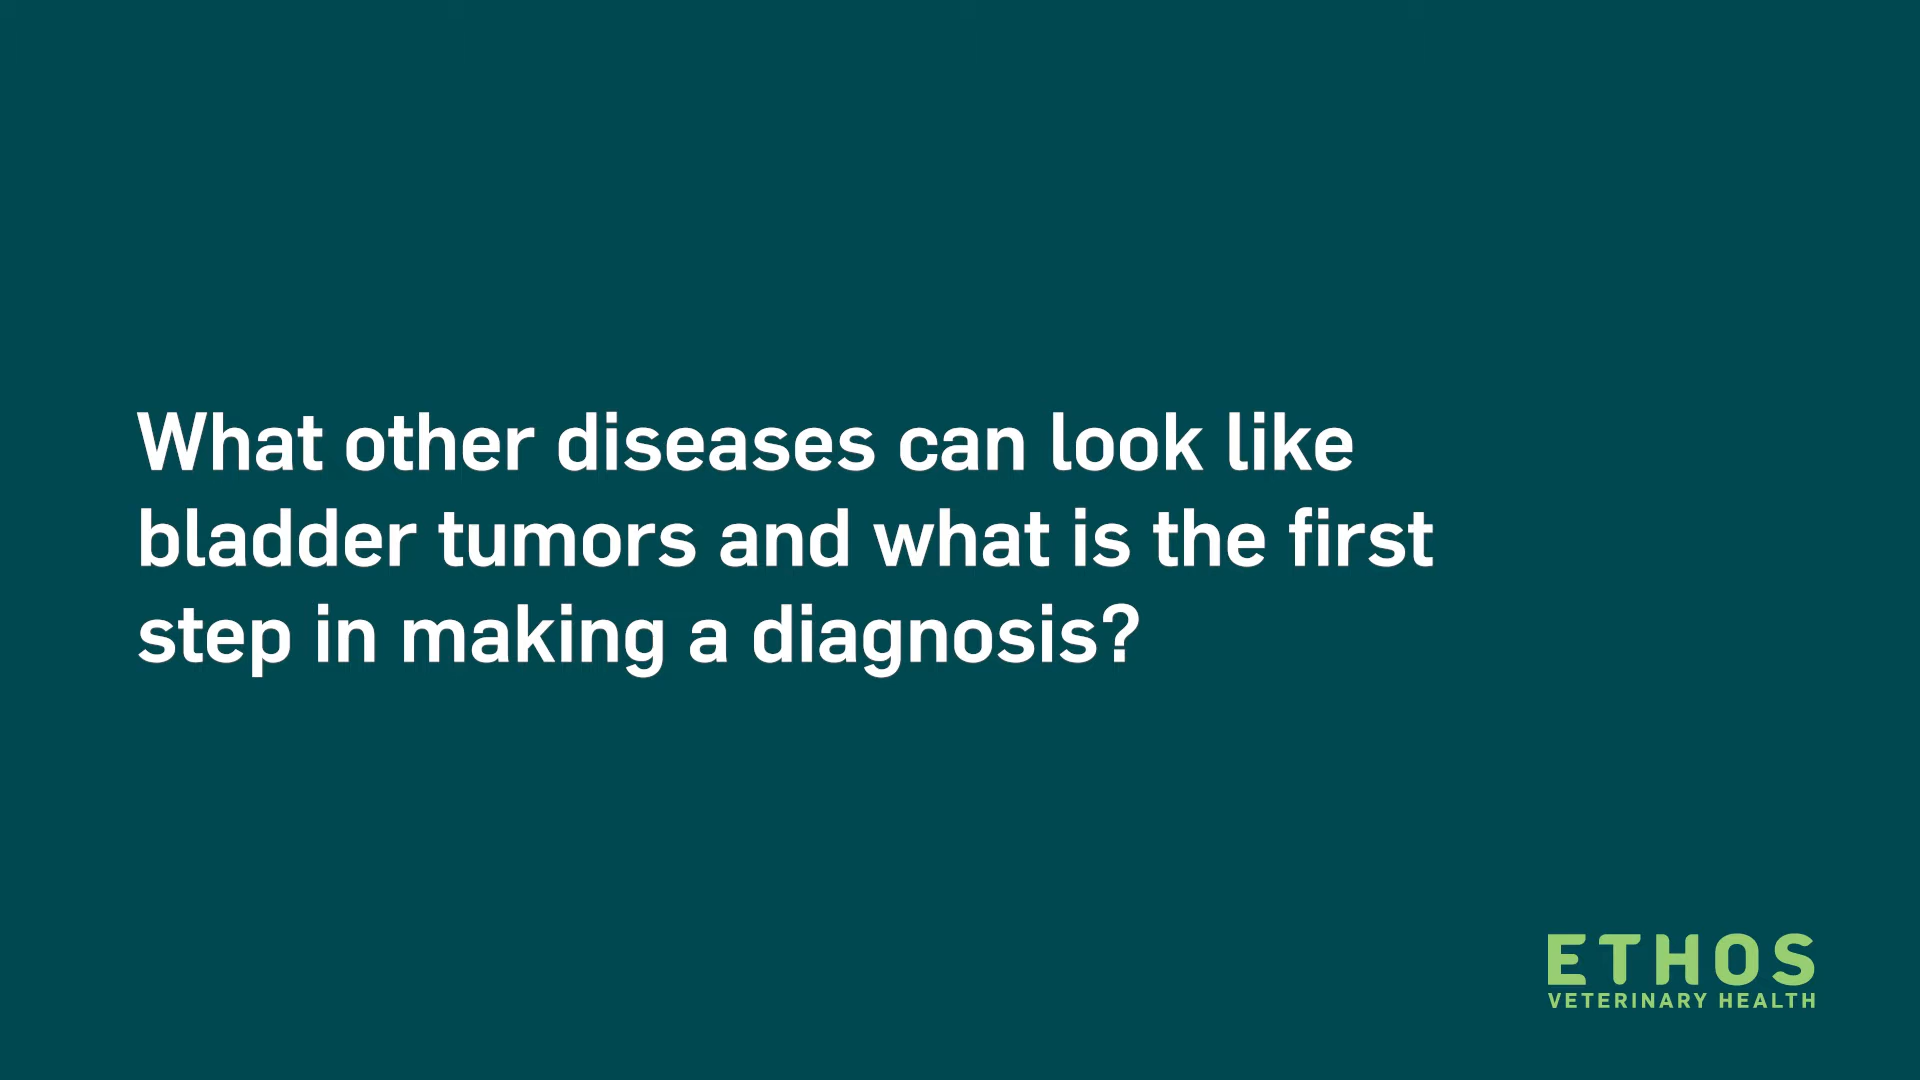 What other diseases can look like
bladder tumors and what is the first
step in making a diagnosis?
ETHOS
VETERINARY HEALTH